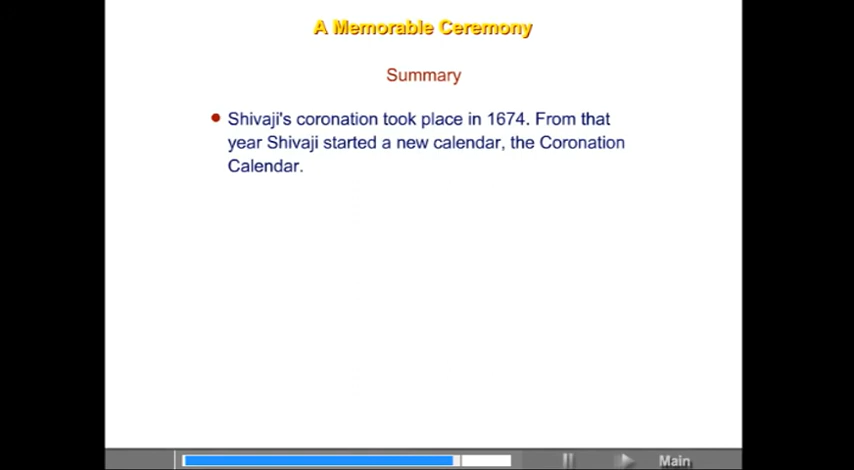 A Memorable Ceremony
Summary
Shivaji's coronation took place in 1674. From that
year Shivaji started a new calendar, the Coronation
Calendar.
Main